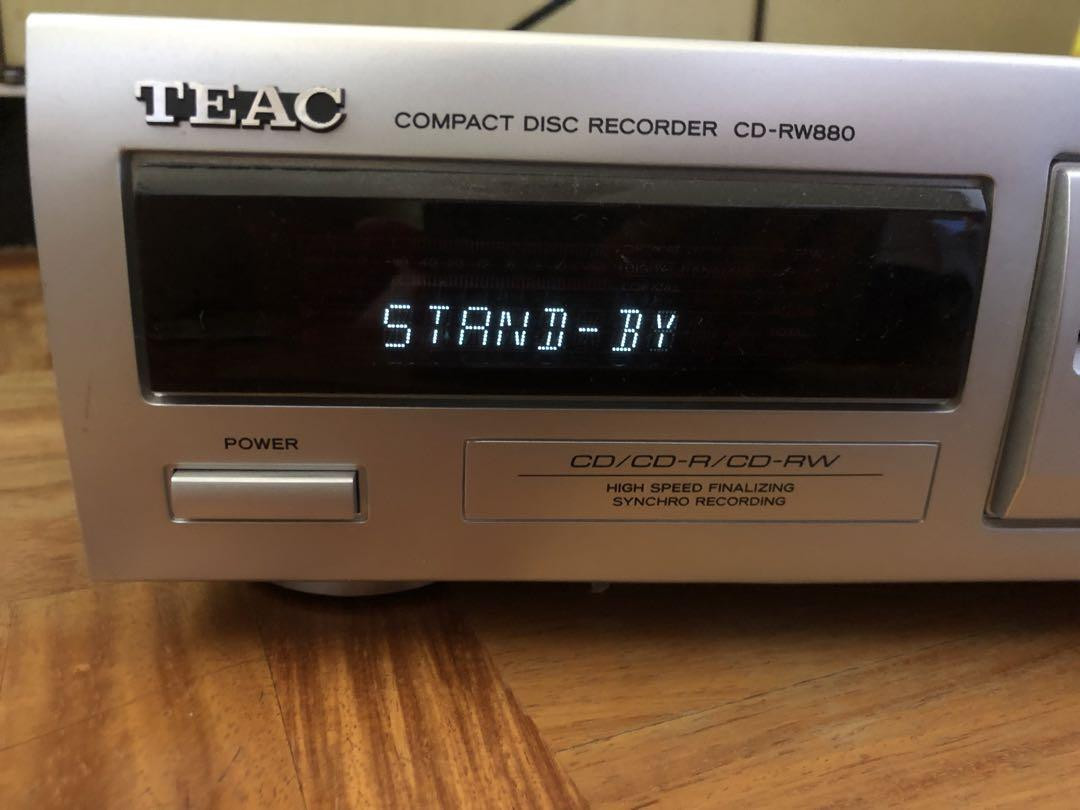 TEAC
COMPACT DISC RECORDER CD-RW880
STAND-BY
POWER
CD/CD-R/CD-RW
HIGH SPEED FINALIZING
SYNCHRO RECORDING